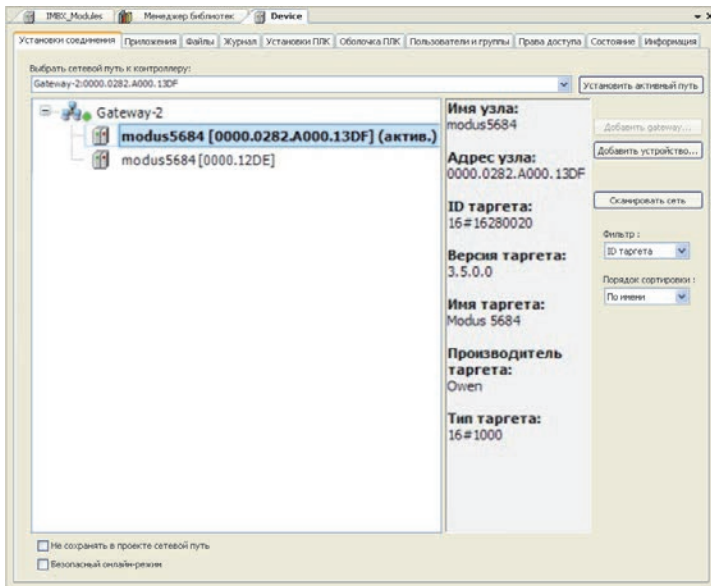 IMBX_Modules Менеджер библиотек Device
Установки соединения Приложения Файлы Журнал Установки ПЛК Оболочка ПЛК Пользователи и группы Права доступа Состояние Информация
Выбрать сетевой путь к контроллеру:
Gateway-2:0000.0282.A000.13DF Установить активный путь
Gateway-2
modus5684 [0000.0282.A000.13DF] (актив.)
modus5684 [0000.12DE]
Имя узла:
modus5684
Адрес узла:
0000.0282.A000.13DF
ID таргета:
16#16280020
Версия таргета:
3.5.0.0
Имя таргета:
Modus 5684
Производитель
таргета:
Owen
Тип таргета:
16#1000
Добавить gateway...
Добавить устройство...
Сканировать сеть
Фильтр :
ID таргета
Порядок сортировки :
По имени
Не сохранять в проекте сетевой путь
Безопасный онлайн-режим